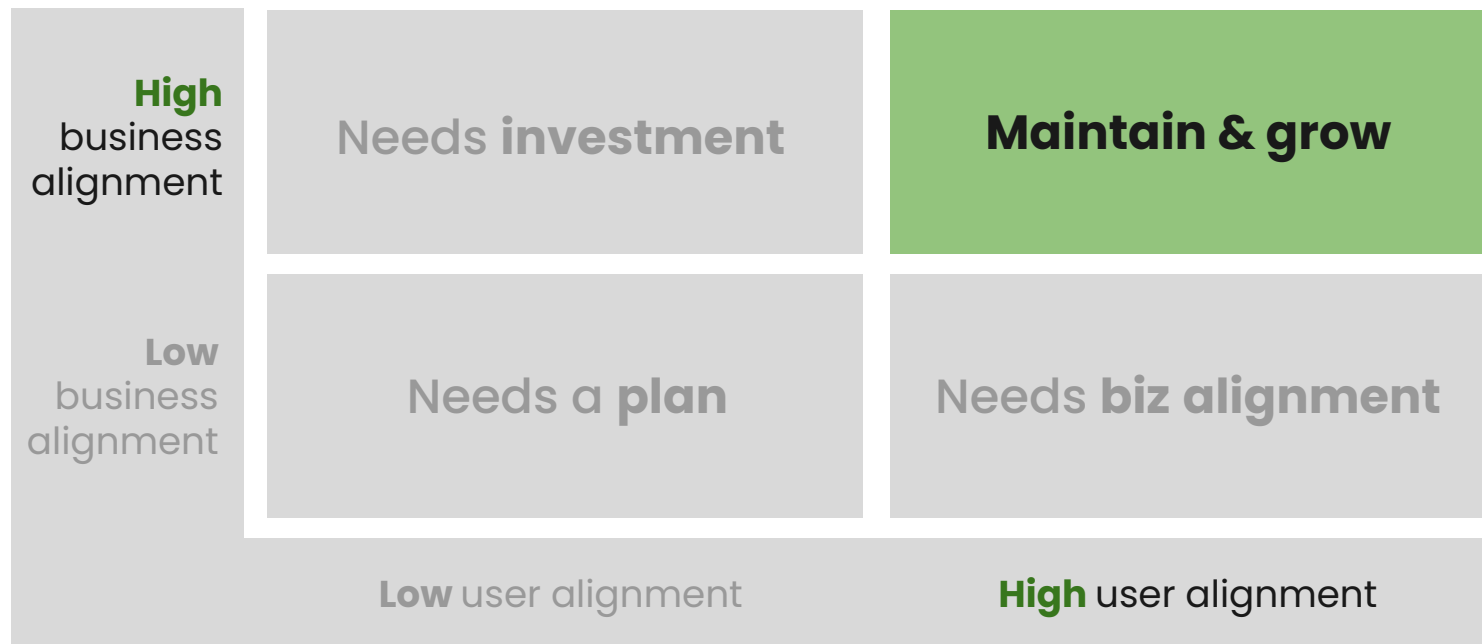 High
business
alignment
Needs investment
Maintain & grow
Low
business
alignment
Needs a plan
Needs biz alignment
Low user alignment
High user alignment